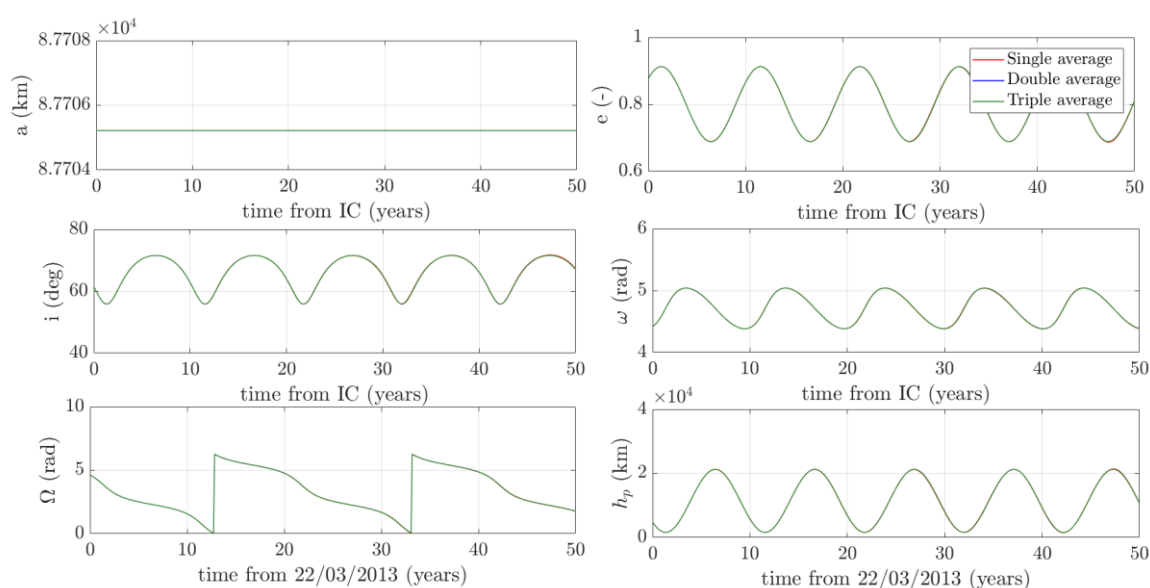 ×10⁴
8.7708
8.7706
8.7704
a (km)
0 10 20 30 40 50
time from IC (years)
1
0.8
0.6
e (-)
Single average
Double average
Triple average
0 10 20 30 40 50
time from IC (years)
80
60
40
i (deg)
0 10 20 30 40 50
time from IC (years)
6
5
4
ω (rad)
0 10 20 30 40 50
time from IC (years)
10
5
0
Ω (rad)
0 10 20 30 40 50
time from 22/03/2013 (years)
×10⁴
4
2
0
hₚ (km)
0 10 20 30 40 50
time from 22/03/2013 (years)